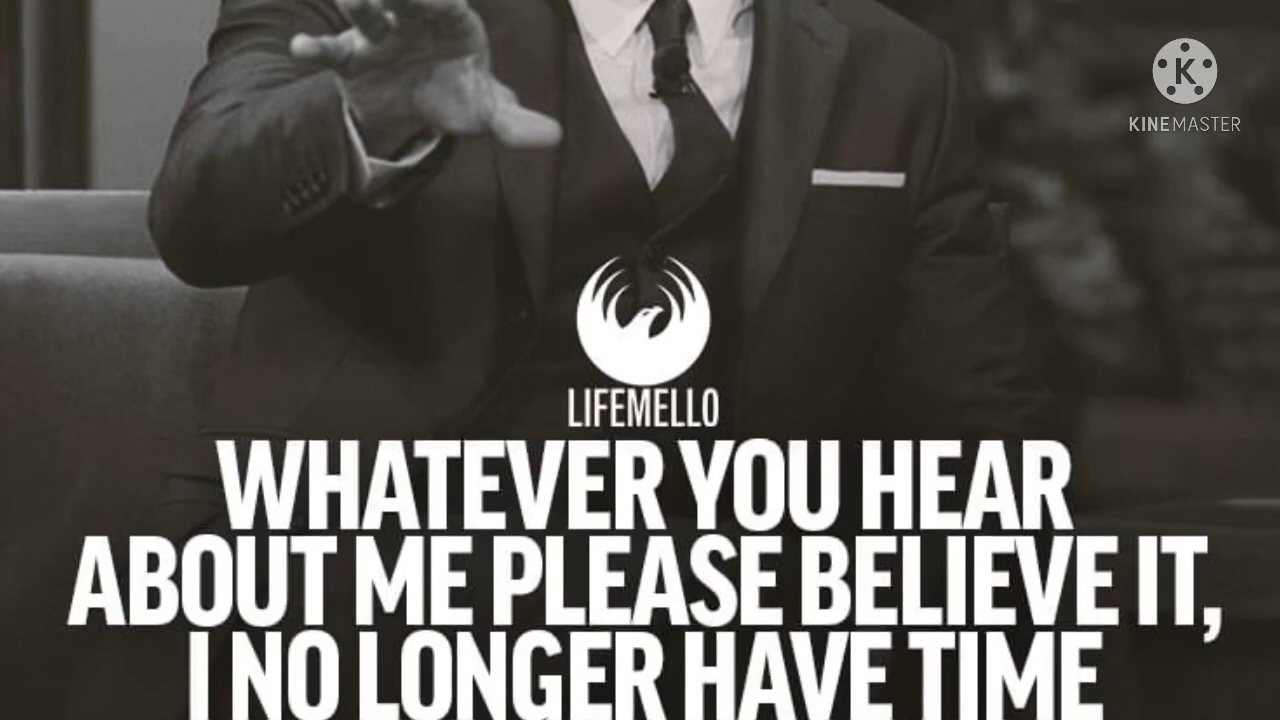 K
KINEMASTER
LIFEMELLO
WHATEVER YOU HEAR
ABOUT ME PLEASE BELIEVE IT,
I NO LONGER HAVE TIME